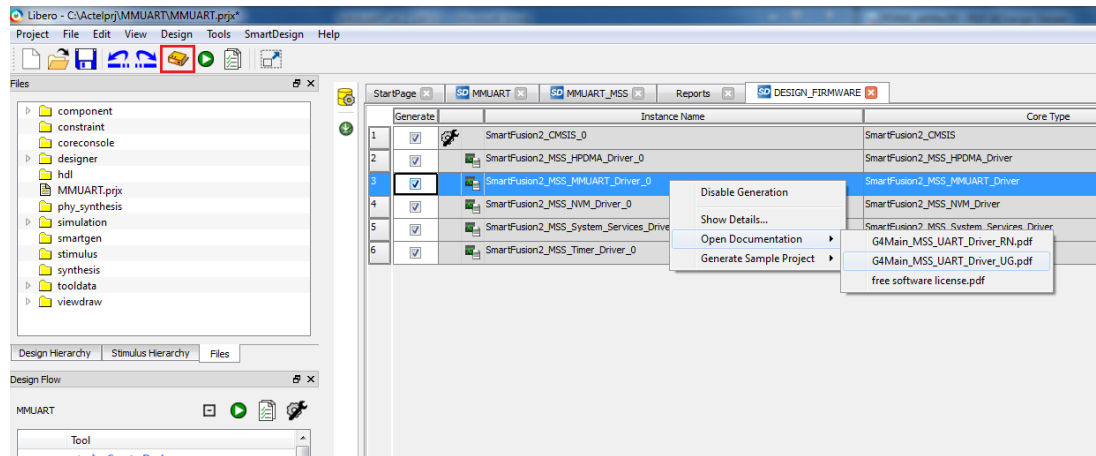 Libero - C:\Actelprj\MMUART\MMUART.prjx*
Project File Edit View Design Tools SmartDesign Help
Files
component
constraint
coreconsole
designer
hdl
MMUART.prjx
phy_synthesis
simulation
smartgen
stimulus
synthesis
tooldata
viewdraw
Design Hierarchy Stimulus Hierarchy Files
Design Flow
MMUART
Tool
StartPage SD MMUART SD MMUART_MSS Reports SD DESIGN_FIRMWARE
Generate Instance Name Core Type
1 SmartFusion2_CMSIS_0 SmartFusion2_CMSIS
2 SmartFusion2_MSS_HPDMA_Driver_0 SmartFusion2_MSS_HPDMA_Driver
3 SmartFusion2_MSS_MMUART_Driver_0 SmartFusion2_MSS_MMUART_Driver
4 SmartFusion2_MSS_NVM_Driver_0 SmartFusion2_MSS_NVM_Driver
5 SmartFusion2_MSS_System_Services_Drive SmartFusion2_MSS_System_Services_Driver
6 SmartFusion2_MSS_Timer_Driver_0
Disable Generation
Show Details...
Open Documentation
Generate Sample Project
G4Main_MSS_UART_Driver_RN.pdf
G4Main_MSS_UART_Driver_UG.pdf
free software license.pdf